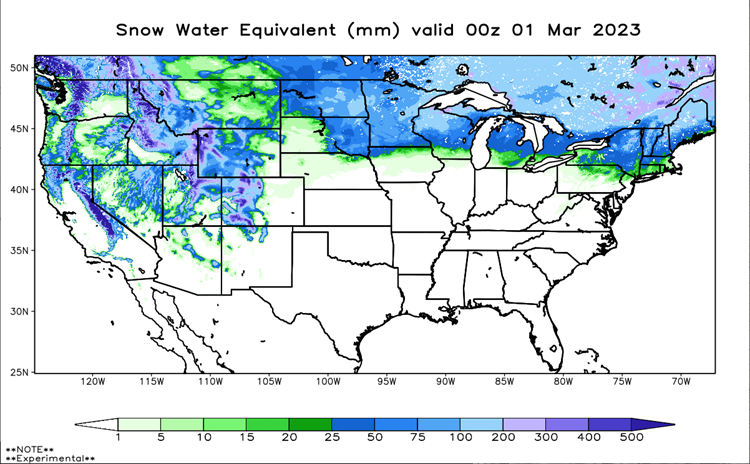 Snow Water Equivalent (mm) valid 00z 01 Mar 2023
50N
45N
40N
35N
30N
25N
120W 115W 110W 105W 100W 95W 90W 85W 80W 75W 70W
1 5 10 15 20 25 50 75 100 200 300 400 500
**NOTE**
**Experimental**